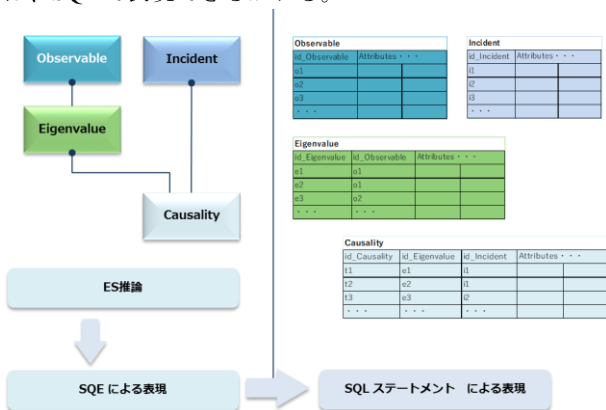 Observable
Incident
Eigenvalue
Causality
ES推論
SQE による表現
Observable
id_Observable Attributes・・・
o1
o2
o3
・・・
Incident
id_Incident Attributes・・・
i1
i2
i3
・・・
Eigenvalue
id_Eigenvalue id_Observable Attributes・・・
e1 o1
e2 o1
e3 o2
・・・ ・・・
Causality
id_Causality id_Eigenvalue id_Incident Attributes・・・
t1 e1 i1
t2 e2 i1
t3 e3 i2
・・・ ・・・ ・・・
SQL ステートメント による表現